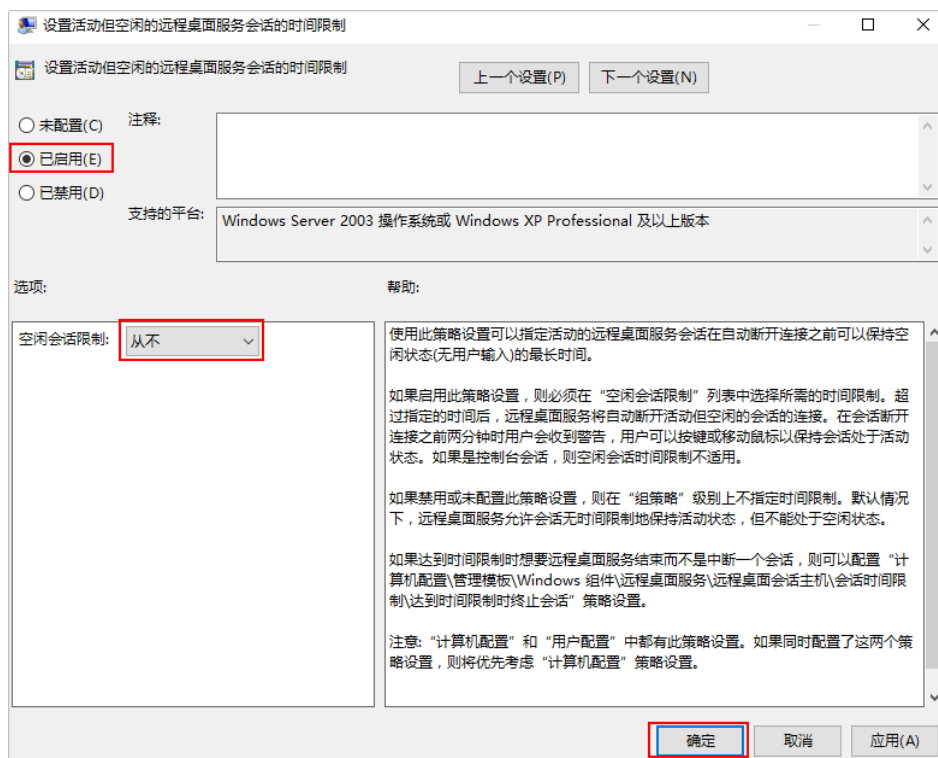 设置活动但空闲的远程桌面服务会话的时间限制
设置活动但空闲的远程桌面服务会话的时间限制
上一个设置(P)
下一个设置(N)
未配置(C)
注释:
已启用(E)
已禁用(D)
支持的平台:
Windows Server 2003 操作系统或 Windows XP Professional 及以上版本
选项:
帮助:
空闲会话限制:
从不
使用此策略设置可以指定活动的远程桌面服务会话在自动断开连接之前可以保持空
闲状态(无用户输入)的最长时间。
如果启用此策略设置，则必须在“空闲会话限制”列表中选择所需的时间限制。超
过指定的时间后，远程桌面服务将自动断开活动但空闲的会话的连接。在会话断开
连接之前两分钟时用户会收到警告，用户可以按键或移动鼠标以保持会话处于活动
状态。如果是控制台会话，则空闲会话时间限制不适用。
如果禁用或未配置此策略设置，则在“组策略”级别上不指定时间限制。默认情况
下，远程桌面服务允许会话无时间限制地保持活动状态，但不能处于空闲状态。
如果达到时间限制时想要远程桌面服务结束而不是中断一个会话，则可以配置“计
算机配置\管理模板\Windows 组件\远程桌面服务\远程桌面会话主机\会话时间限
制\达到时间限制时终止会话”策略设置。
注意:“计算机配置”和“用户配置”中都有此策略设置。如果同时配置了这两个策
略设置，则将优先考虑“计算机配置”策略设置。
确定
取消
应用(A)